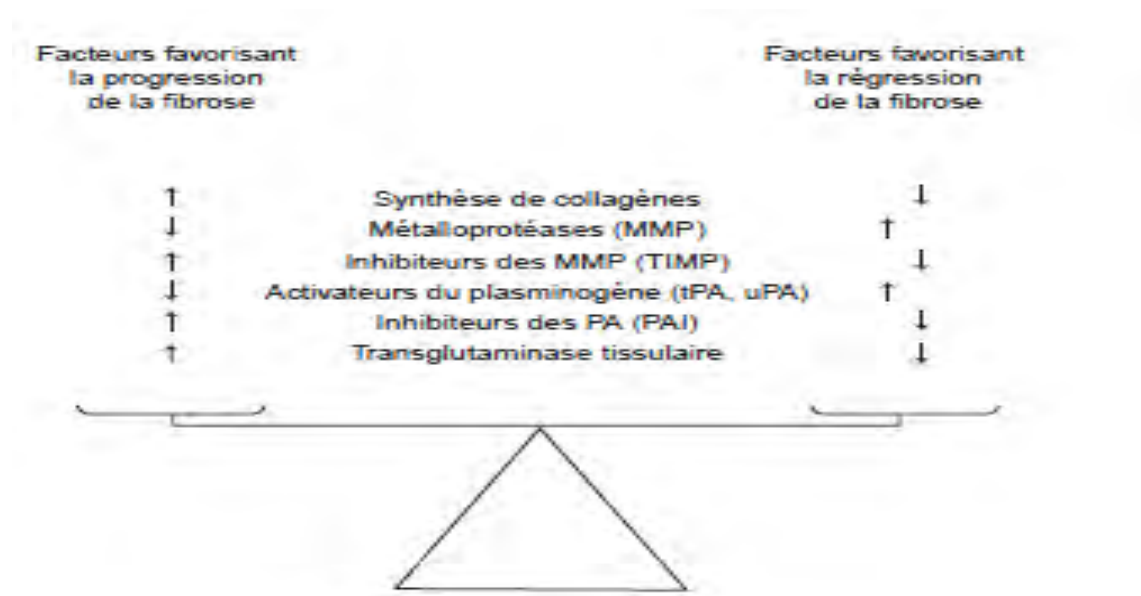 Facteurs favorisant
la progression
de la fibrose
Facteurs favorisant
la régression
de la fibrose
↑ Synthèse de collagènes ↓
↓ Métalloprotéases (MMP) ↑
↑ Inhibiteurs des MMP (TIMP) ↓
↓ Activateurs du plasminogène (tPA, uPA) ↑
↑ Inhibiteurs des PA (PAI) ↓
↑ Transglutaminase tissulaire ↓